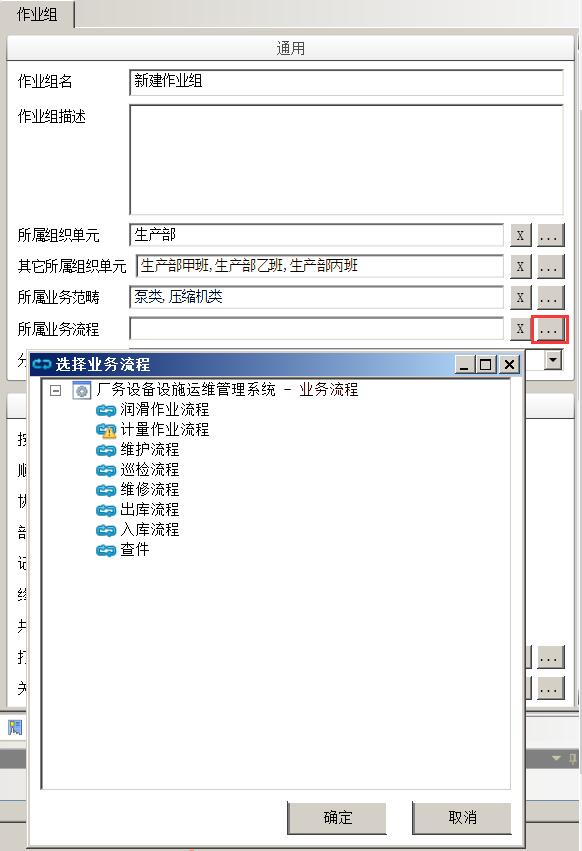 作业组
通用
作业组名 新建作业组
作业组描述
所属组织单元 生产部 X ...
其它所属组织单元 生产部甲班,生产部乙班,生产部丙班 X ...
所属业务范畴 泵类,压缩机类 X ...
所属业务流程 X ...
选择业务流程
厂务设备设施运维管理系统 - 业务流程
润滑作业流程
计量作业流程
维护流程
巡检流程
维修流程
出库流程
入库流程
查件
...
...
确定 取消